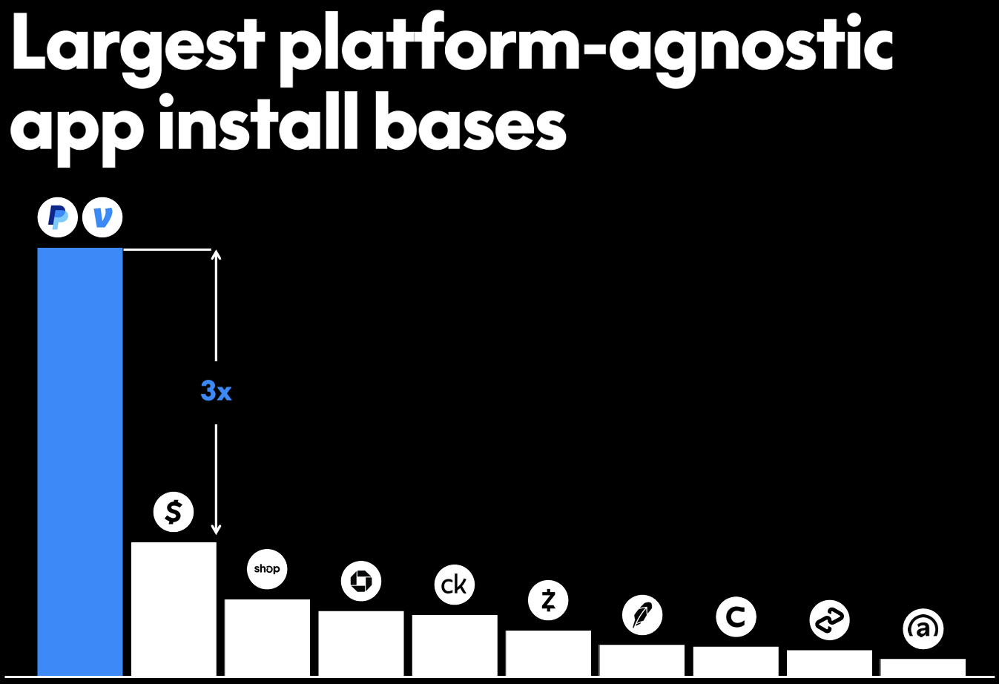 Largest platform-agnostic
app install bases
3x
$
shop
ck
C
a